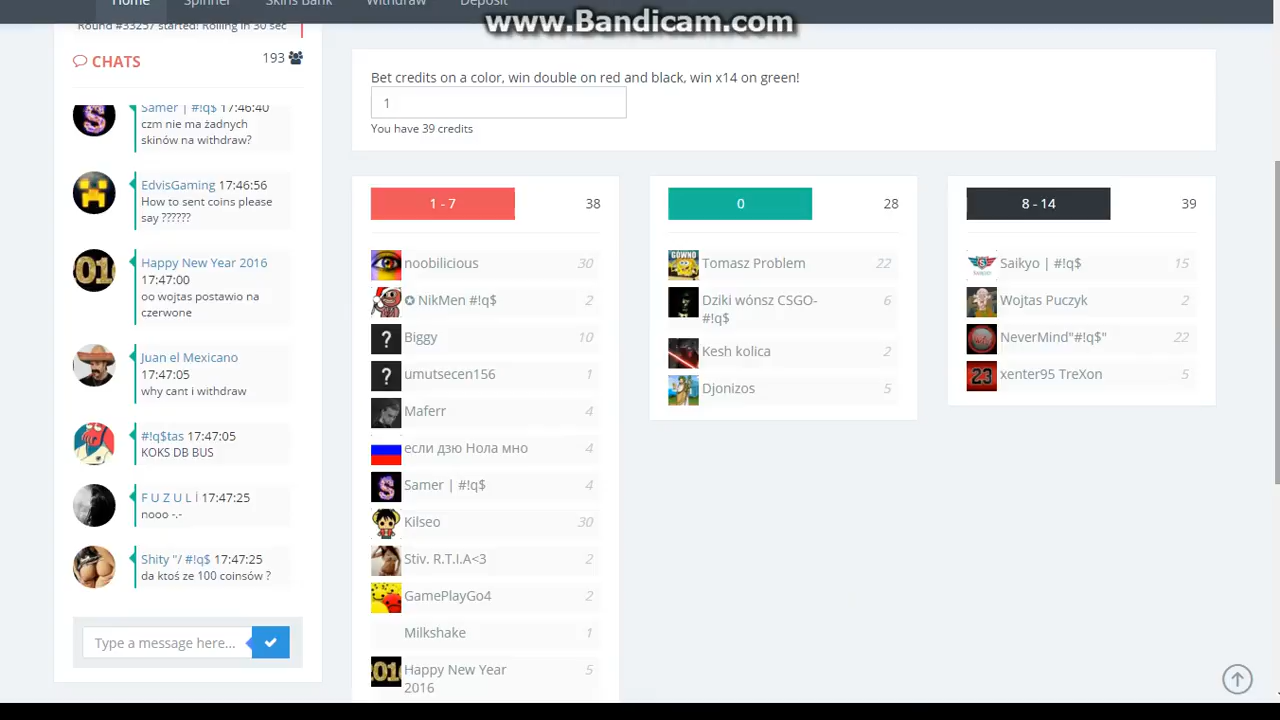 Home Spinner Skins Bank Withdraw Deposit
www.Bandicam.com
Round #33257 started! Rolling in 30 sec
CHATS 193
Samer | #!q$ 17:46:40
czm nie ma żadnych
skinów na withdraw?
EdvisGaming 17:46:56
How to sent coins please
say ??????
Happy New Year 2016
17:47:00
oo wojtas postawio na
czerwone
Juan el Mexicano
17:47:05
why cant i withdraw
#!q$tas 17:47:05
KOKS DB BUS
F U Z U L İ 17:47:25
nooo -.-
Shity "/ #!q$ 17:47:25
da ktoś ze 100 coinsów ?
Type a message here...
Bet credits on a color, win double on red and black, win x14 on green!
1
You have 39 credits
1 - 7 38
noobilicious 30
✪ NikMen #!q$ 2
Biggy 10
umutsecen156 1
Maferr 4
если дзю Нола мно 4
Samer | #!q$ 4
Kilseo 30
Stiv. R.T.I.A<3 2
GamePlayGo4 2
Milkshake 1
Happy New Year 5
2016
0 28
GOWNO
Tomasz Problem 22
Dziki wónsz CSGO- 6
#!q$
Kesh kolica 2
Djonizos 5
8 - 14 39
Saikyo | #!q$ 15
Wojtas Puczyk 2
NeverMind"#!q$" 22
23
xenter95 TreXon 5